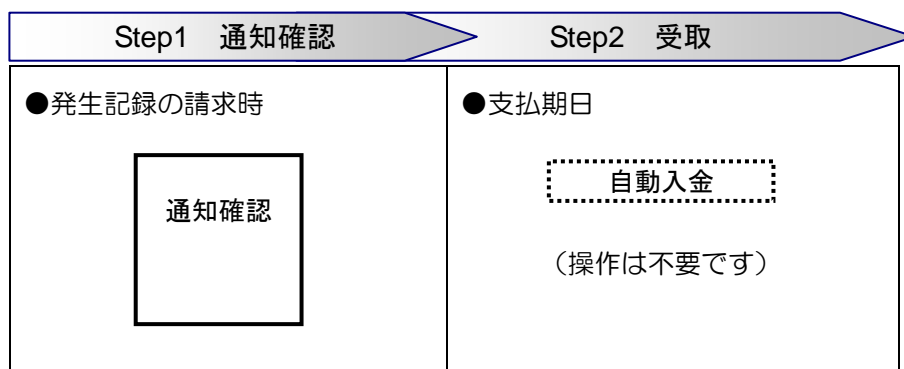 Step1 通知確認
Step2 受取
●発生記録の請求時
通知確認
●支払期日
自動入金
（操作は不要です）